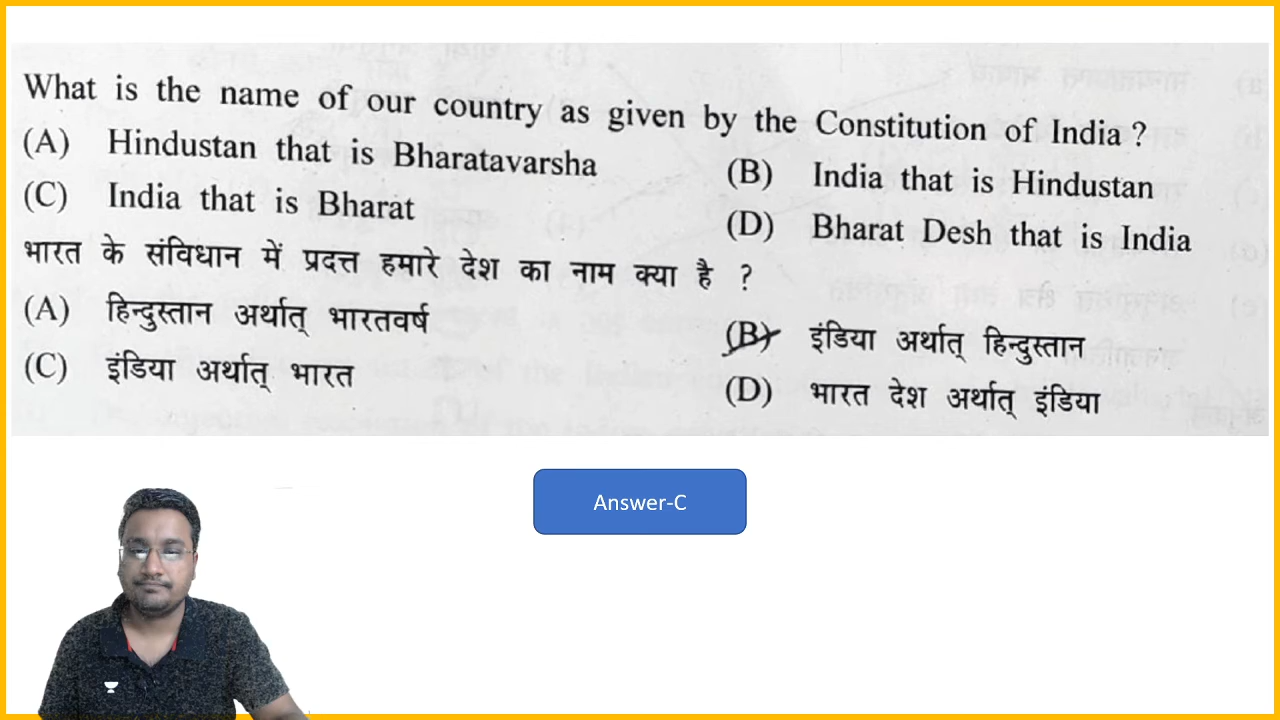 What is the name of our country as given by the Constitution of India ?
(A) Hindustan that is Bharatavarsha (B) India that is Hindustan
(C) India that is Bharat (D) Bharat Desh that is India
भारत के संविधान में प्रदत्त हमारे देश का नाम क्या है ?
(A) हिन्दुस्तान अर्थात् भारतवर्ष (B) इंडिया अर्थात् हिन्दुस्तान
(C) इंडिया अर्थात् भारत (D) भारत देश अर्थात् इंडिया
Answer-C